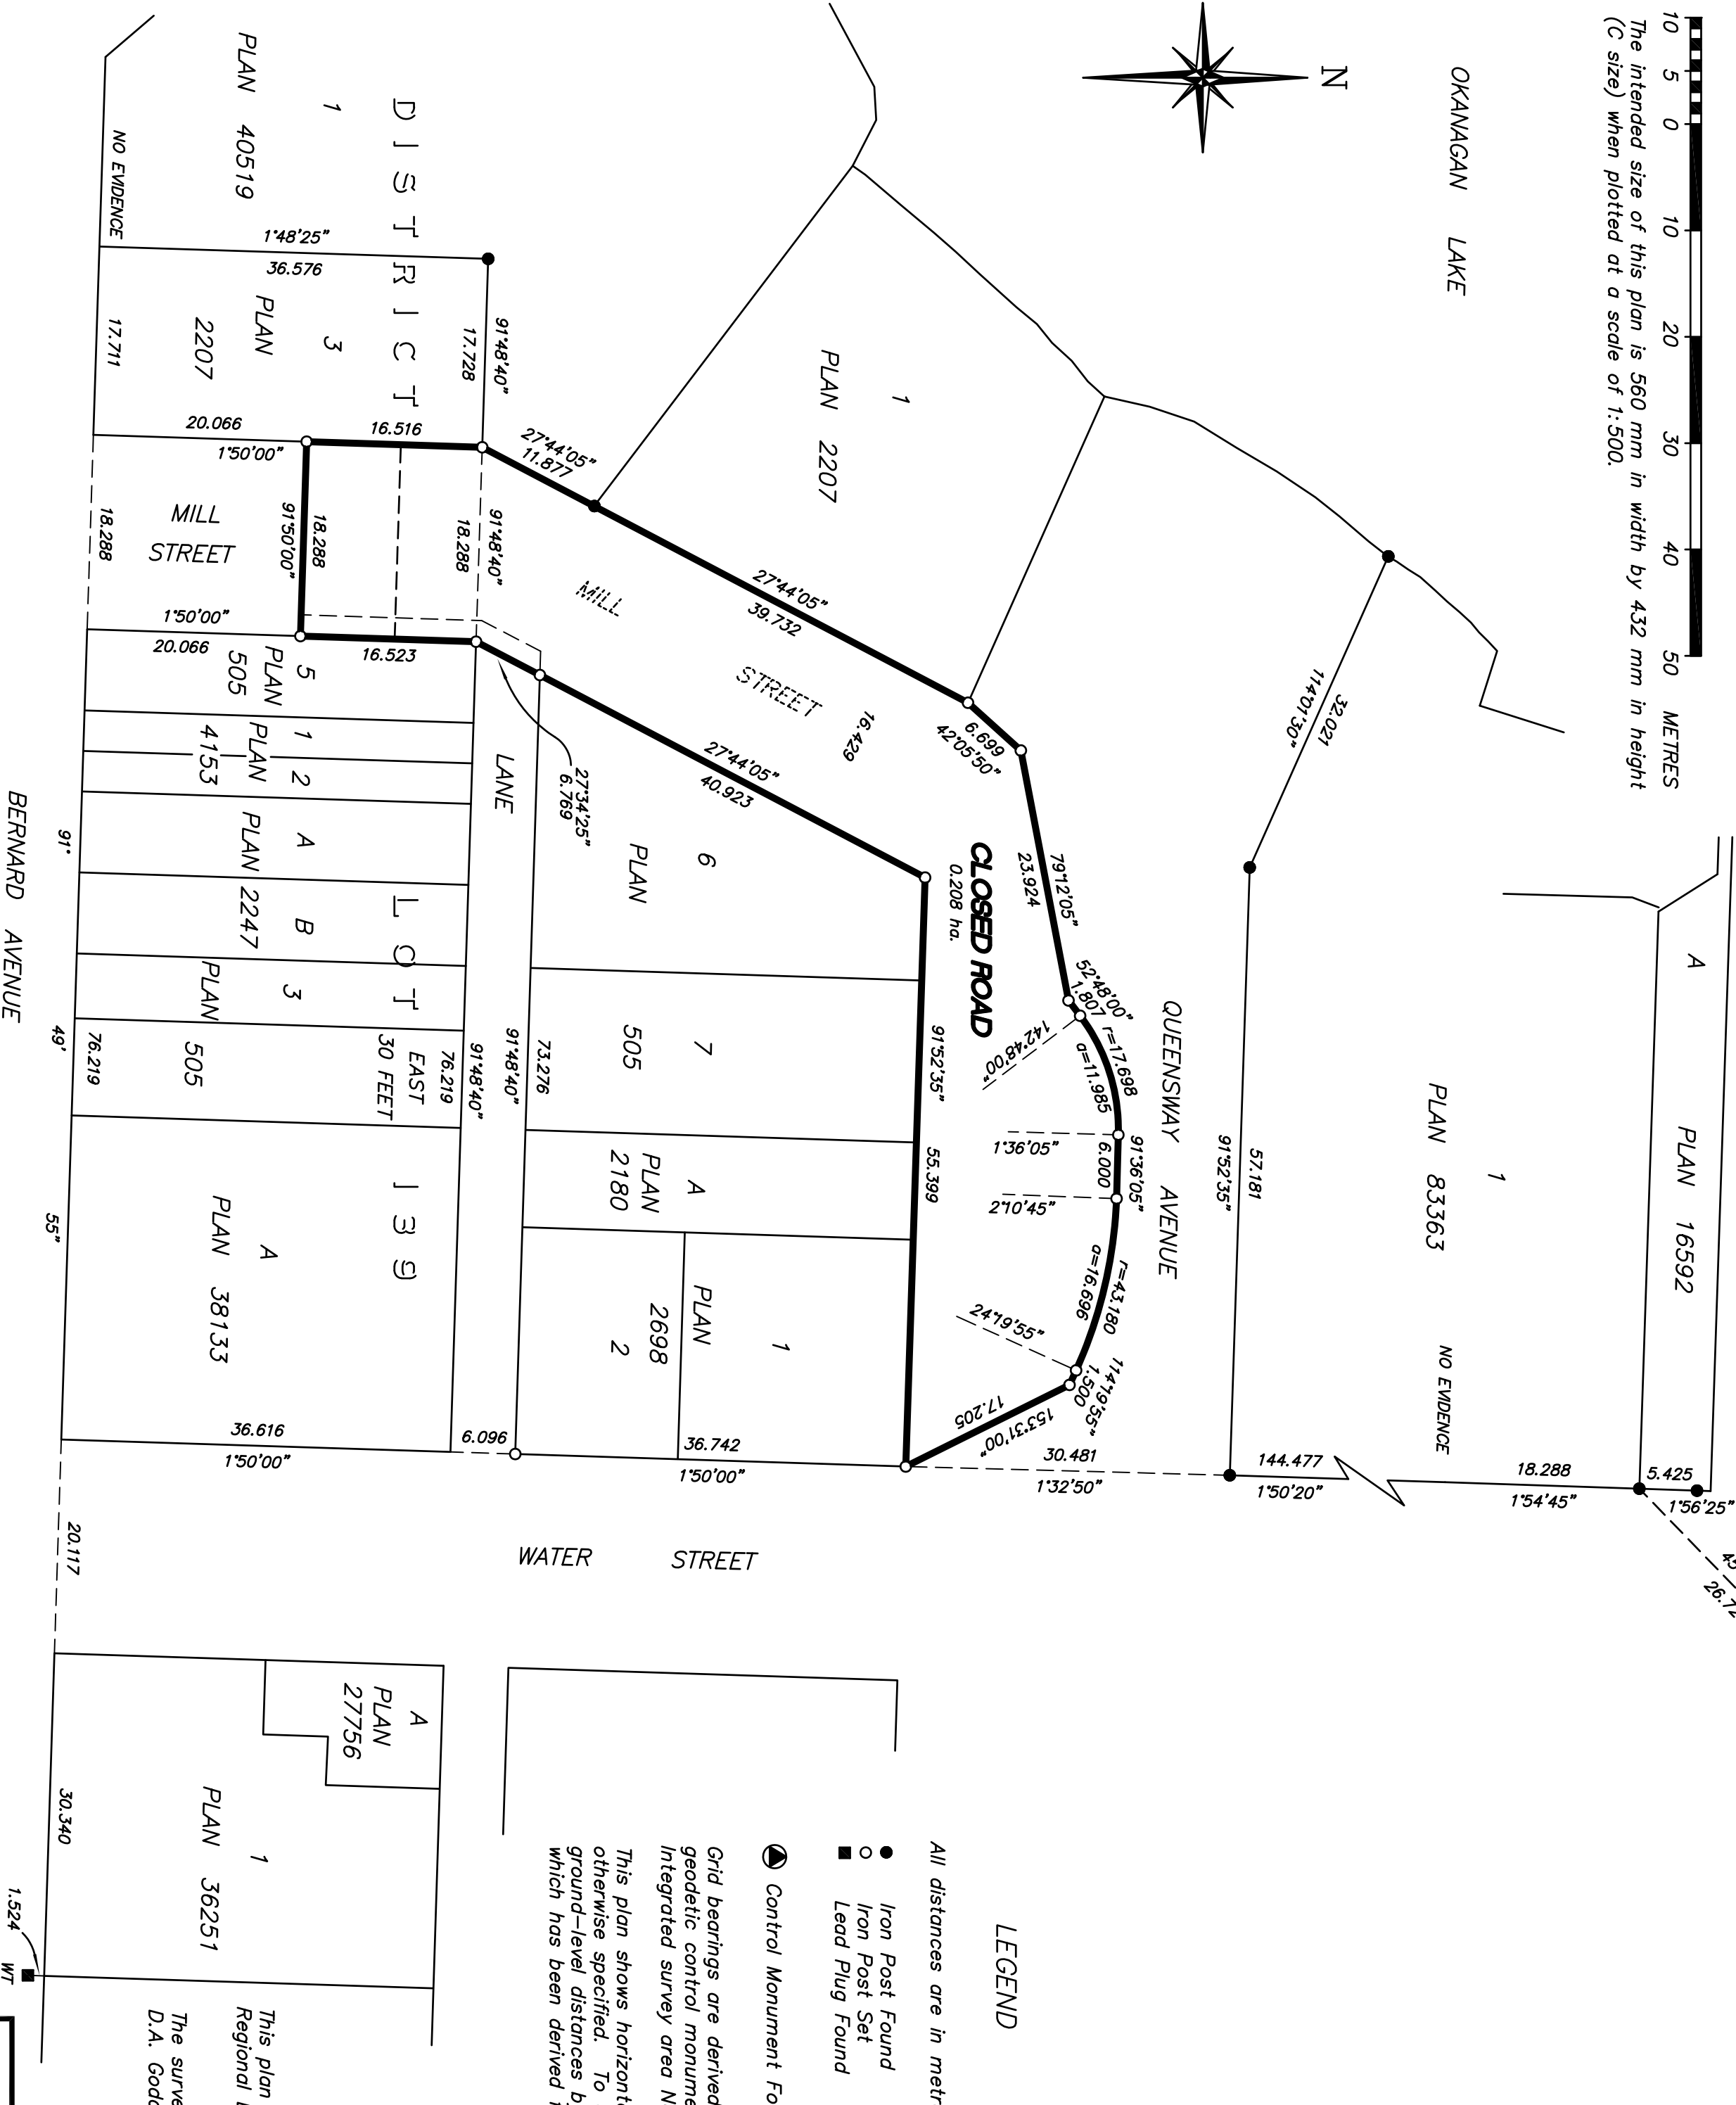 10 5 0 10 20 30 40 50 METRES
The intended size of this plan is 560 mm in width by 432 mm in height
(C size) when plotted at a scale of 1:500.
OKANAGAN LAKE
N
A
PLAN 16592
1
PLAN 83363
NO EVIDENCE
5.425
1°56'25"
18.288
1°54'45"
144.477
1°50'20"
26.72
32.021
114°01'30"
57.181
91°52'35"
QUEENSWAY AVENUE
30.481
1°32'50"
1
PLAN 2207
27°44'05"
11.877
27°44'05"
39.732
6.699
42°05'50"
79°12'05"
23.924
52°48'00"
1.807
142°48'00"
r=17.698
a=11.985
1°36'05"
91°36'05"
6.000
2°10'45"
r=43.180
a=16.696
24°19'55"
114°19'55"
1.500
153°31'00"
17.205
CLOSED ROAD
0.208 ha.
91°52'35" 55.399
MILL STREET
16.429
27°44'05"
40.923
27°34'25"
6.769
6
PLAN
7
505
A
PLAN
2180
1
PLAN
2698
2
36.742
1°50'00"
DISTRICT LOT 139
1
PLAN 40519
NO EVIDENCE
1°48'25"
36.576
3
PLAN
2207
91°48'40"
17.728
17.711
20.066
1°50'00"
16.516
91°48'40"
18.288
18.288
91°50'00"
MILL
STREET
18.288
1°50'00"
20.066
16.523
LANE
91°48'40"
73.276
91°48'40"
76.219
5
PLAN
505
1 2
PLAN
4153
A B
PLAN 2247
3
PLAN
505
EAST
30 FEET
76.219
A
PLAN 38133
6.096
36.616
1°50'00"
91° 49' 55"
BERNARD AVENUE
20.117
WATER STREET
A
PLAN
27756
1
PLAN 36251
30.340
1.524
WT
LEGEND
All distances are in metr
Iron Post Found
Iron Post Set
Lead Plug Found
Control Monument Fo
Grid bearings are derived
geodetic control monume
Integrated survey area N
This plan shows horizont
otherwise specified. To
ground-level distances b
which has been derived
This plan
Regional
The surve
D.A. Godd